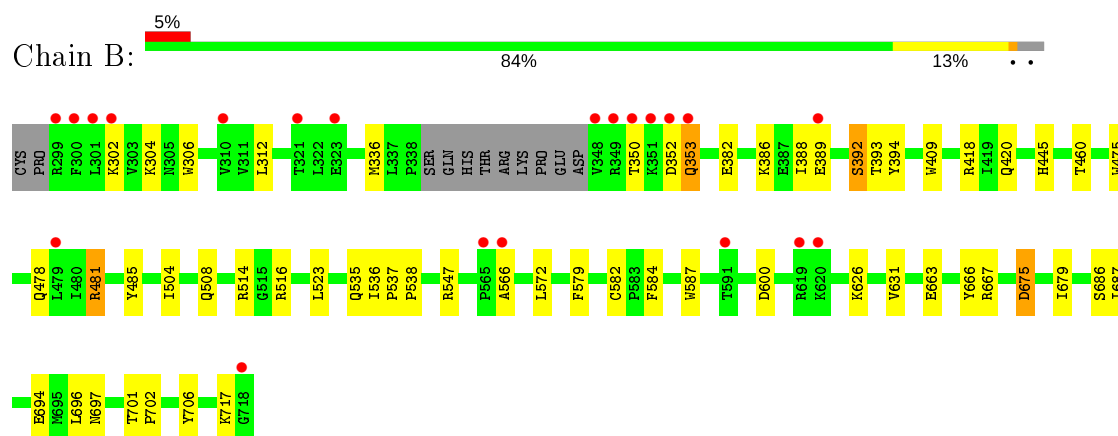 5%
Chain B:
84% 13% • •
CYS PRO R299 F300 L301 K302 V303 K304 N305 W306 V310 V311 L312 T321 L322 E323 M336 L337 P338 SER GLN HIS THR ARG LYS PRO GLU ASP V348 R349 T350 K351 D352 Q353 E382 K386 E387 I388 E389 S392 T393 Y394 W409 R418 I419 Q420 H445 T460 W475
Q478 L479 I480 R481 Y485 I504 Q508 R514 G515 R516 L523 Q535 I536 P537 P538 R547 P565 A566 L572 F579 C582 P583 F584 W587 T591 D600 R619 K620 K626 V631 E663 Y666 R667 D675 I679 S686
E694 M695 L696 N697 T701 P702 Y706 K717 G718